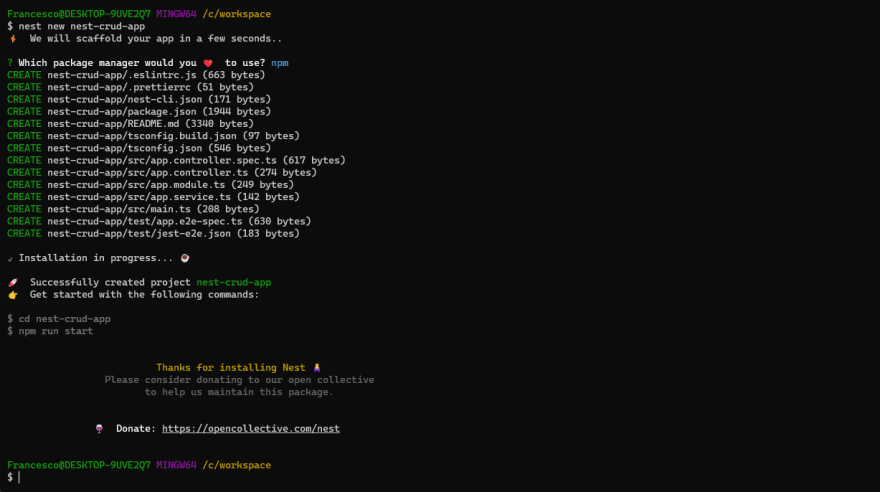 Francesco@DESKTOP-9UVE2Q7 MINGW64 /c/workspace
$ nest new nest-crud-app
⚡ We will scaffold your app in a few seconds..
? Which package manager would you ❤️ to use? npm
CREATE nest-crud-app/.eslintrc.js (663 bytes)
CREATE nest-crud-app/.prettierrc (51 bytes)
CREATE nest-crud-app/nest-cli.json (171 bytes)
CREATE nest-crud-app/package.json (1944 bytes)
CREATE nest-crud-app/README.md (3340 bytes)
CREATE nest-crud-app/tsconfig.build.json (97 bytes)
CREATE nest-crud-app/tsconfig.json (546 bytes)
CREATE nest-crud-app/src/app.controller.spec.ts (617 bytes)
CREATE nest-crud-app/src/app.controller.ts (274 bytes)
CREATE nest-crud-app/src/app.module.ts (249 bytes)
CREATE nest-crud-app/src/app.service.ts (142 bytes)
CREATE nest-crud-app/src/main.ts (208 bytes)
CREATE nest-crud-app/test/app.e2e-spec.ts (630 bytes)
CREATE nest-crud-app/test/jest-e2e.json (183 bytes)
✓ Installation in progress... ☕
🚀 Successfully created project nest-crud-app
👉 Get started with the following commands:
$ cd nest-crud-app
$ npm run start
Thanks for installing Nest 🙏
Please consider donating to our open collective
to help us maintain this package.
🍷 Donate: https://opencollective.com/nest
Francesco@DESKTOP-9UVE2Q7 MINGW64 /c/workspace
$